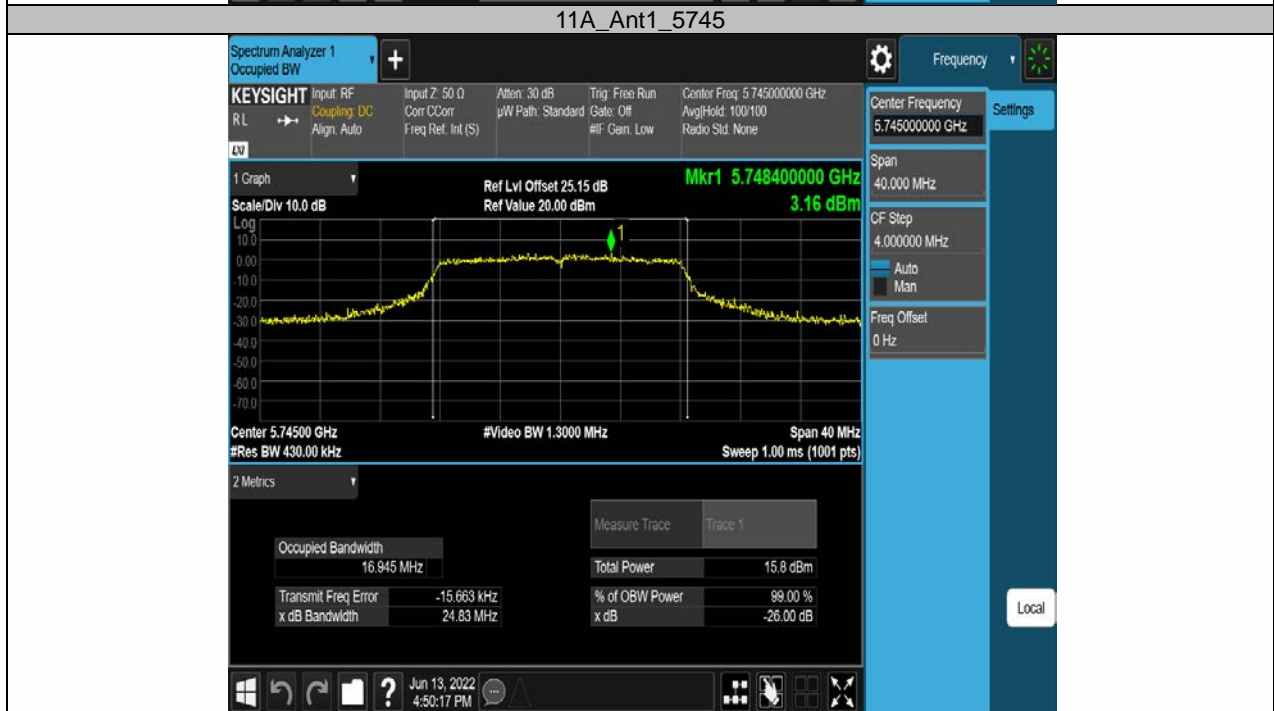 11A_Ant1_5745
Spectrum Analyzer 1
Occupied BW
+
Frequency
KEYSIGHT
RL
LXI
Input: RF
Coupling: DC
Align: Auto
Input Z: 50 Ω
Corr CCorr
Freq Ref: Int (S)
Atten: 30 dB
µW Path: Standard
Trig: Free Run
Gate: Off
#IF Gain: Low
Center Freq: 5.745000000 GHz
Avg|Hold: 100/100
Radio Std: None
Center Frequency
5.745000000 GHz
Settings
Span
40.000 MHz
CF Step
4.000000 MHz
Auto
Man
Freq Offset
0 Hz
1 Graph
Scale/Div 10.0 dB
Ref Lvl Offset 25.15 dB
Ref Value 20.00 dBm
Mkr1 5.748400000 GHz
3.16 dBm
Log
10.0
0.00
-10.0
-20.0
-30.0
-40.0
-50.0
-60.0
-70.0
1
Center 5.74500 GHz
#Res BW 430.00 kHz
#Video BW 1.3000 MHz
Span 40 MHz
Sweep 1.00 ms (1001 pts)
2 Metrics
Measure Trace Trace 1
Occupied Bandwidth
16.945 MHz
Total Power 15.8 dBm
Transmit Freq Error -15.663 kHz
% of OBW Power 99.00 %
x dB Bandwidth 24.83 MHz
x dB -26.00 dB
Local
?
Jun 13, 2022
4:50:17 PM